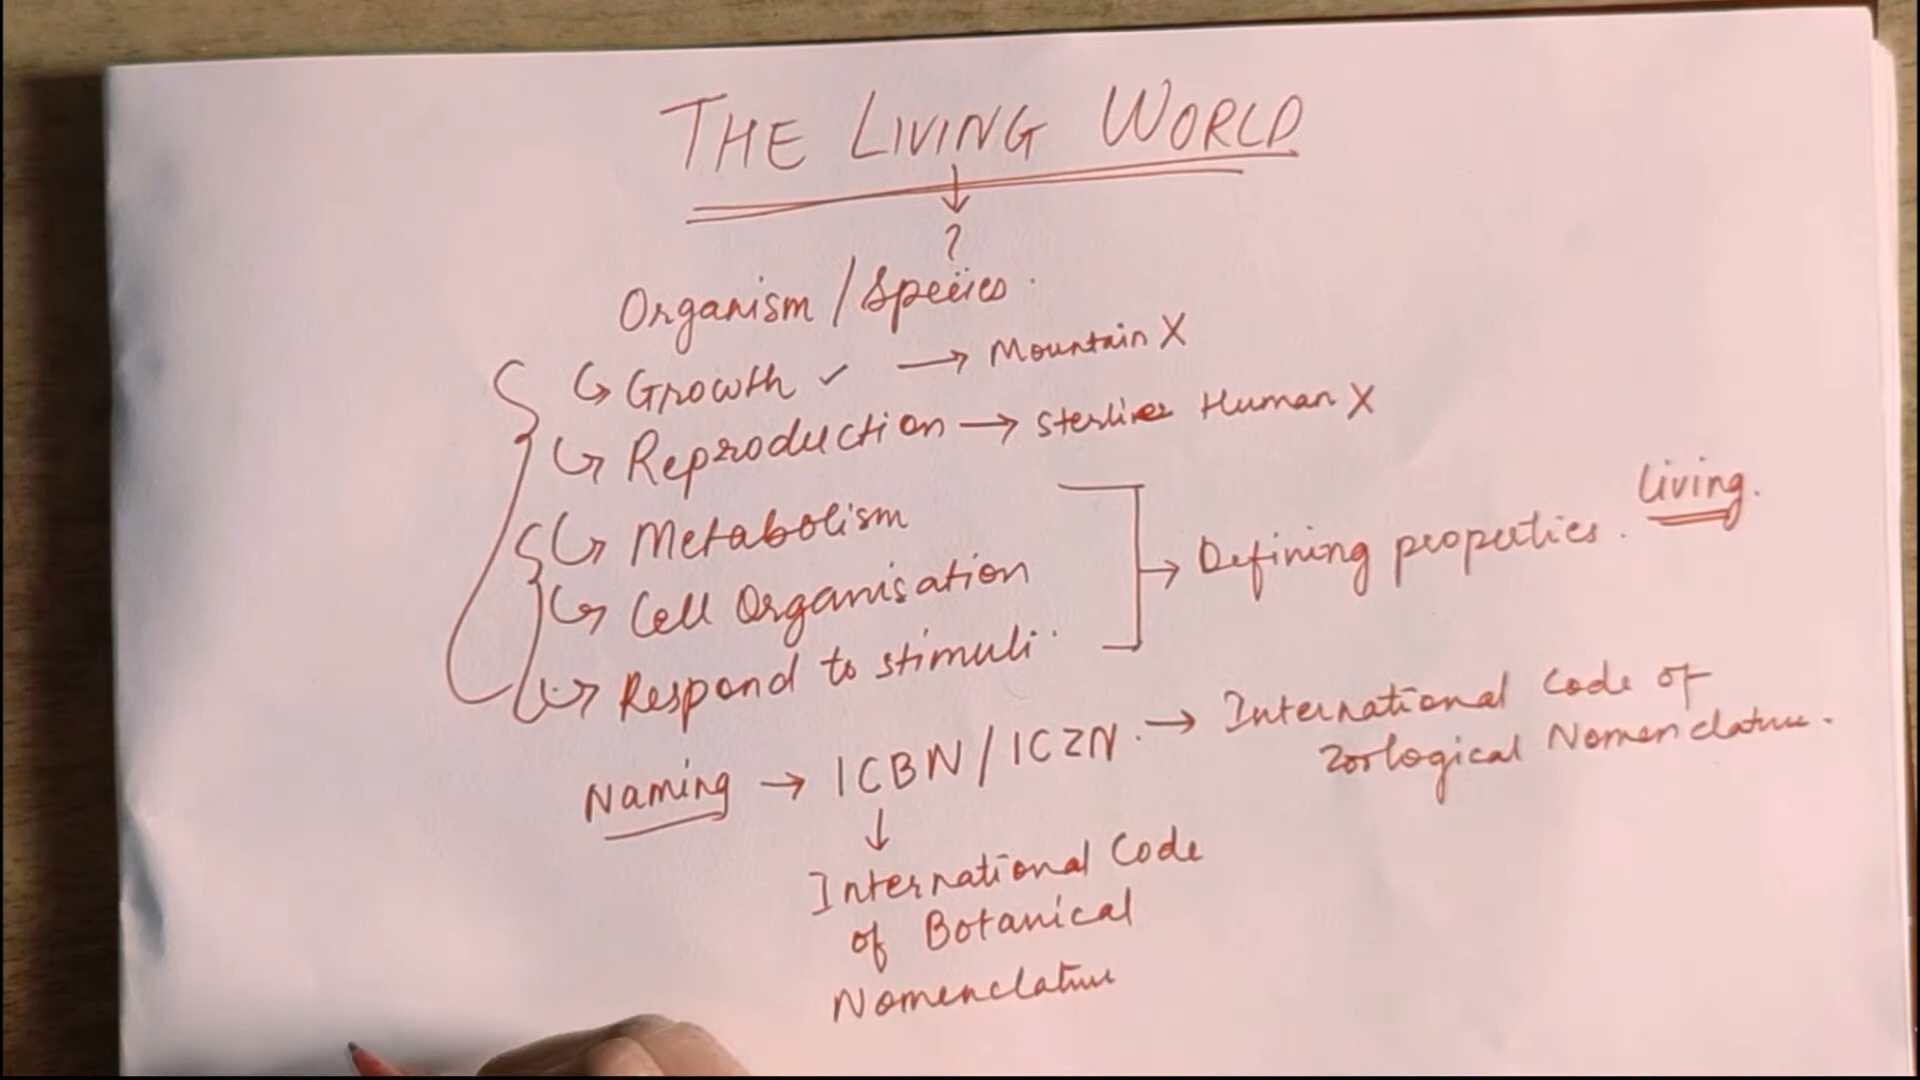 THE LIVING WORLD
↓
?
Organism / Species
↳ Growth ✓ → Mountain X
↳ Reproduction → Human X
↳ Metabolism
↳ Cell Organisation
↳ Respond to stimuli
→ Defining properties. Living.
Naming → ICBN / ICZN. → International Code of
Zoological Nomenclature.
↓
International Code
of Botanical
Nomenclature